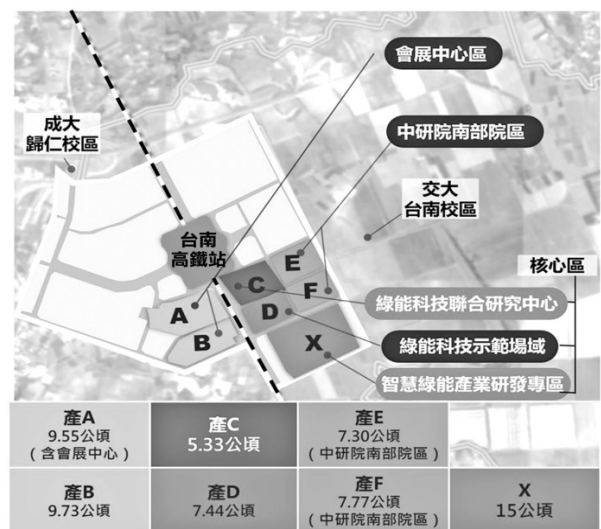 會展中心區
中研院南部院區
成大
歸仁校區
交大
台南校區
台南
高鐵站
核心區
E
C
F
A
D
B
X
綠能科技聯合研究中心
綠能科技示範場域
智慧綠能產業研發專區
產A
9.55公頃
(含會展中心)
產C
5.33公頃
產E
7.30公頃
(中研院南部院區)
產B
9.73公頃
產D
7.44公頃
產F
7.77公頃
(中研院南部院區)
X
15公頃